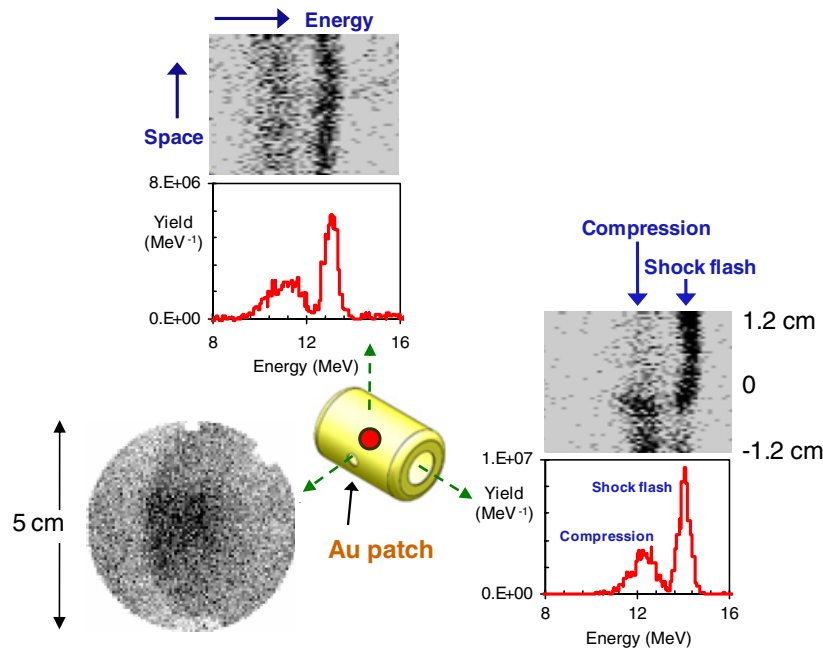 Energy
Space
8.E+06
Yield
(MeV⁻¹)
0.E+00
8 12 16
Energy (MeV)
Compression
Shock flash
1.2 cm
0
-1.2 cm
1.E+07
Yield
(MeV⁻¹)
Shock flash
Compression
0.E+00
8 12 14 16
Energy (MeV)
5 cm
Au patch